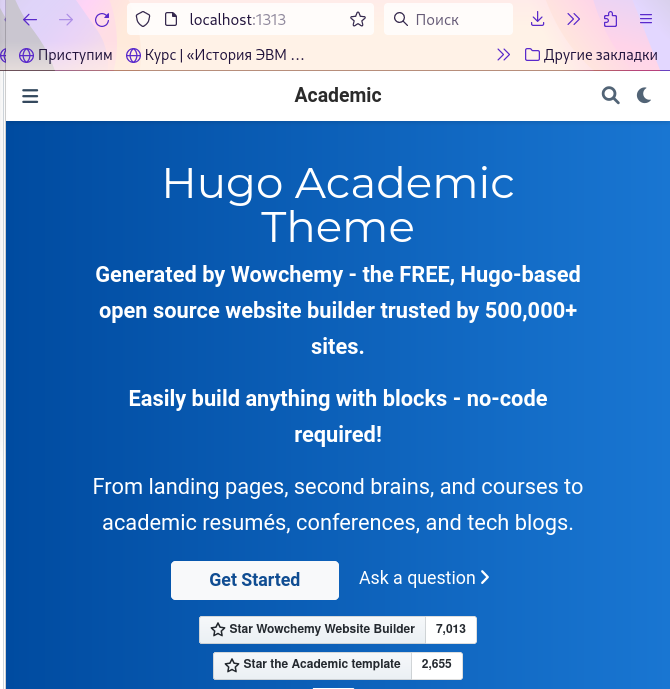 localhost:1313
Поиск
Приступим
Курс | «История ЭВМ ...
Другие закладки
Academic
Hugo Academic
Theme
Generated by Wowchemy - the FREE, Hugo-based
open source website builder trusted by 500,000+
sites.
Easily build anything with blocks - no-code
required!
From landing pages, second brains, and courses to
academic resumés, conferences, and tech blogs.
Get Started
Ask a question
Star Wowchemy Website Builder 7,013
Star the Academic template 2,655